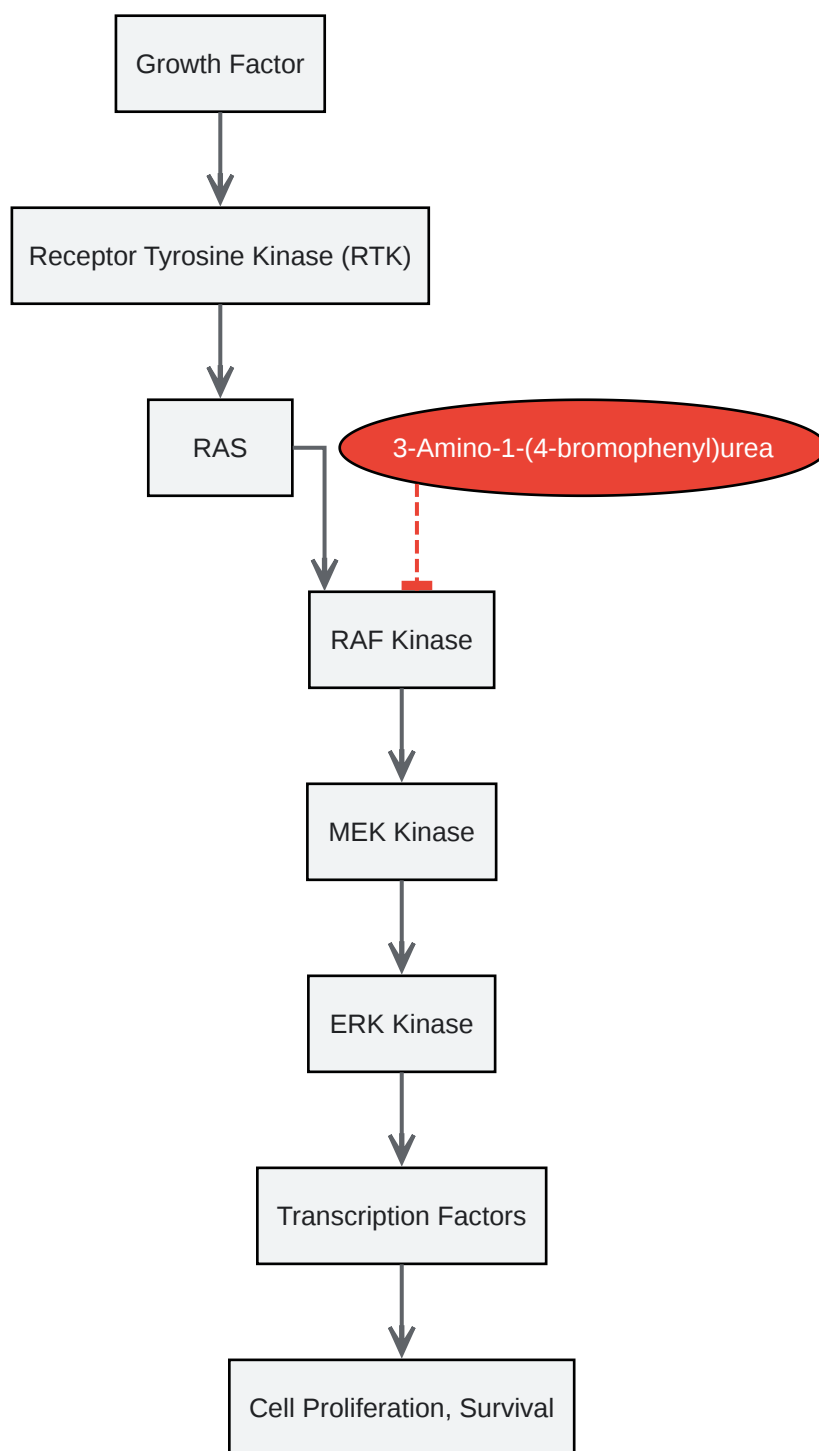 Growth Factor
Receptor Tyrosine Kinase (RTK)
RAS
3-Amino-1-(4-bromophenyl)urea
RAF Kinase
MEK Kinase
ERK Kinase
Transcription Factors
Cell Proliferation, Survival